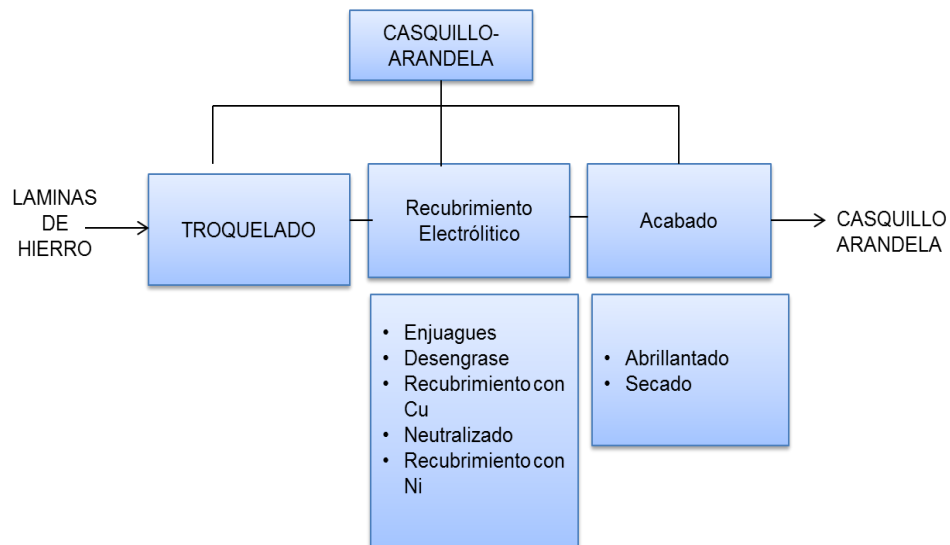 CASQUILLO-
ARANDELA
LAMINAS
DE
HIERRO
TROQUELADO
Recubrimiento
Electrólitico
Acabado
CASQUILLO
ARANDELA
• Enjuagues
• Desengrase
• Recubrimiento con
Cu
• Neutralizado
• Recubrimiento con
Ni
• Abrillantado
• Secado